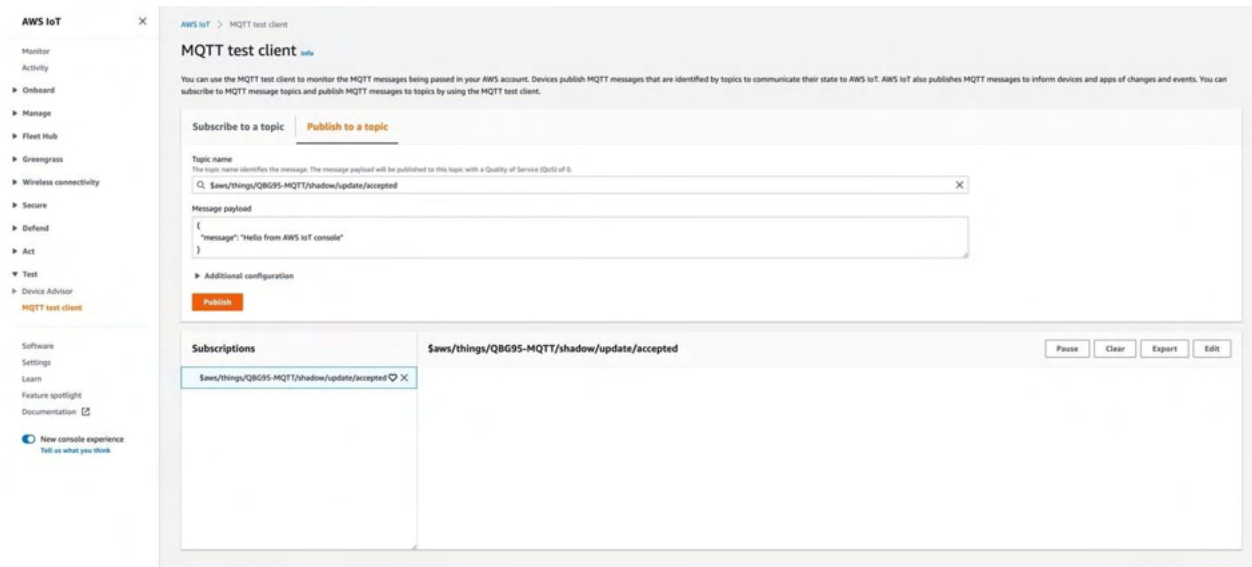 AWS IoT
Monitor
Activity
Onboard
Manage
Fleet Hub
Greengrass
Wireless connectivity
Secure
Defend
Act
Test
Device Advisor
MQTT test client
Software
Settings
Learn
Feature spotlight
Documentation
New console experience
Tell us what you think
AWS IoT > MQTT test client
MQTT test client Info
You can use the MQTT test client to monitor the MQTT messages being passed in your AWS account. Devices publish MQTT messages that are identified by topics to communicate their state to AWS IoT. AWS IoT also publishes MQTT messages to inform devices and apps of changes and events. You can
subscribe to MQTT message topics and publish MQTT messages to topics by using the MQTT test client.
Subscribe to a topic Publish to a topic
Topic name
The topic name identifies the message. The message payload will be published to this topic with a Quality of Service (QoS) of 0.
$aws/things/QBG95-MQTT/shadow/update/accepted
Message payload
{
"message": "Hello from AWS IoT console"
}
Additional configuration
Publish
Subscriptions
$aws/things/QBG95-MQTT/shadow/update/accepted
$aws/things/QBG95-MQTT/shadow/update/accepted
Pause Clear Export Edit